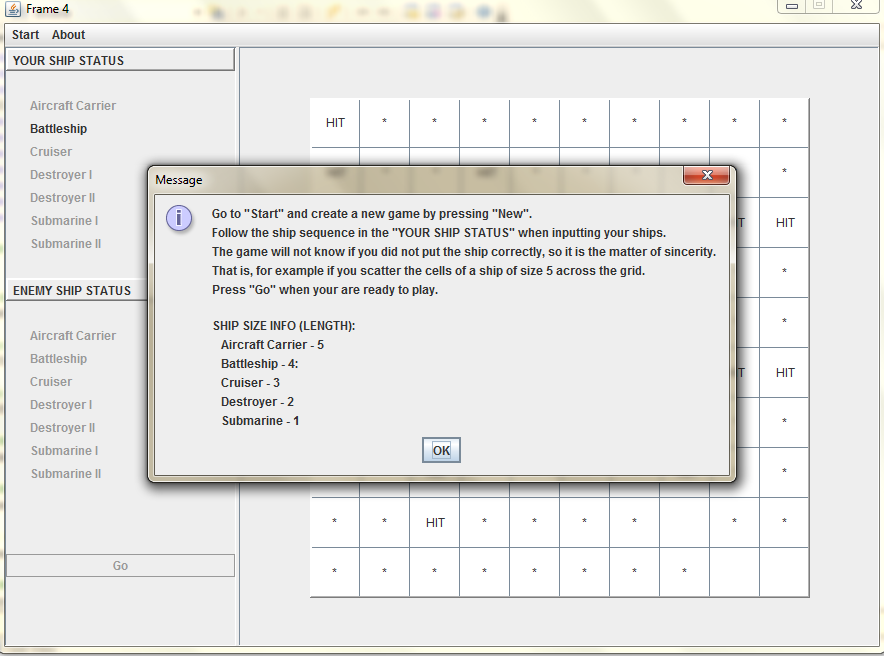 Frame 4
Start About
YOUR SHIP STATUS
Aircraft Carrier
Battleship
Cruiser
Destroyer I
Destroyer II
Submarine I
Submarine II
ENEMY SHIP STATUS
Aircraft Carrier
Battleship
Cruiser
Destroyer I
Destroyer II
Submarine I
Submarine II
Go
HIT * * * * * * * * *
*
T HIT
*
*
T HIT
*
*
* * HIT * * * * * *
* * * * * * * *
Message
X
i
Go to "Start" and create a new game by pressing "New".
Follow the ship sequence in the "YOUR SHIP STATUS" when inputting your ships.
The game will not know if you did not put the ship correctly, so it is the matter of sincerity.
That is, for example if you scatter the cells of a ship of size 5 across the grid.
Press "Go" when your are ready to play.
SHIP SIZE INFO (LENGTH):
Aircraft Carrier - 5
Battleship - 4:
Cruiser - 3
Destroyer - 2
Submarine - 1
OK